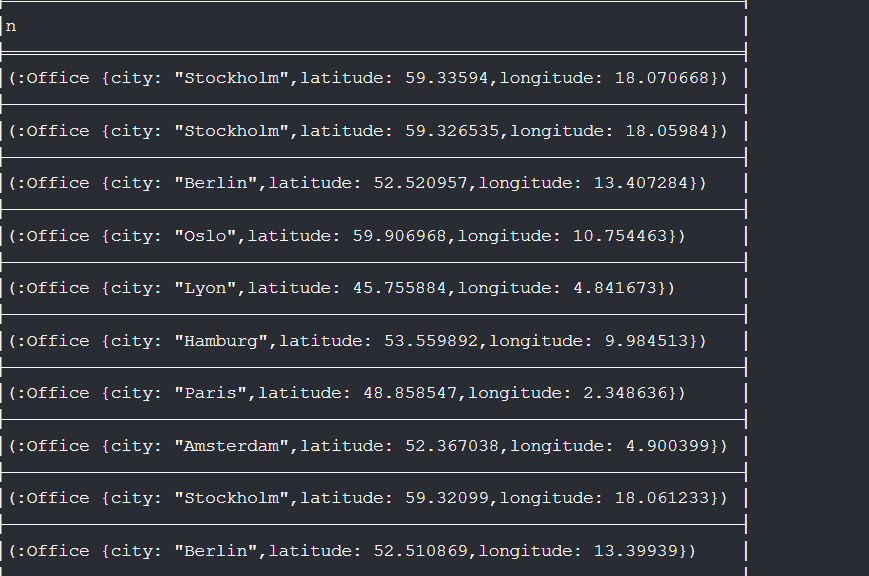 n
(:Office {city: "Stockholm",latitude: 59.33594,longitude: 18.070668})
(:Office {city: "Stockholm",latitude: 59.326535,longitude: 18.05984})
(:Office {city: "Berlin",latitude: 52.520957,longitude: 13.407284})
(:Office {city: "Oslo",latitude: 59.906968,longitude: 10.754463})
(:Office {city: "Lyon",latitude: 45.755884,longitude: 4.841673})
(:Office {city: "Hamburg",latitude: 53.559892,longitude: 9.984513})
(:Office {city: "Paris",latitude: 48.858547,longitude: 2.348636})
(:Office {city: "Amsterdam",latitude: 52.367038,longitude: 4.900399})
(:Office {city: "Stockholm",latitude: 59.32099,longitude: 18.061233})
(:Office {city: "Berlin",latitude: 52.510869,longitude: 13.39939})